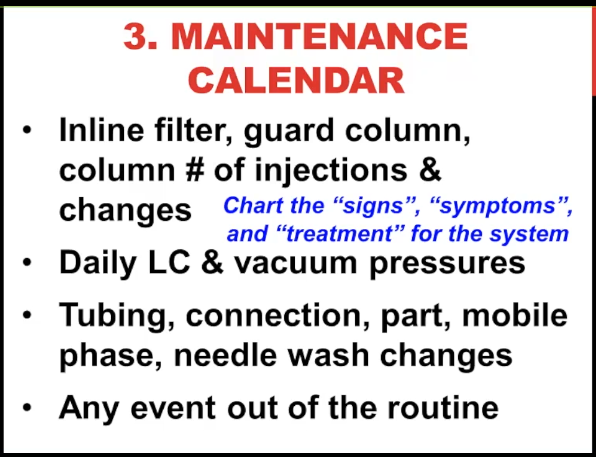 3. MAINTENANCE
CALENDAR
• Inline filter, guard column,
column # of injections &
changes
Chart the “signs”, “symptoms”,
and “treatment” for the system
• Daily LC & vacuum pressures
• Tubing, connection, part, mobile
phase, needle wash changes
• Any event out of the routine